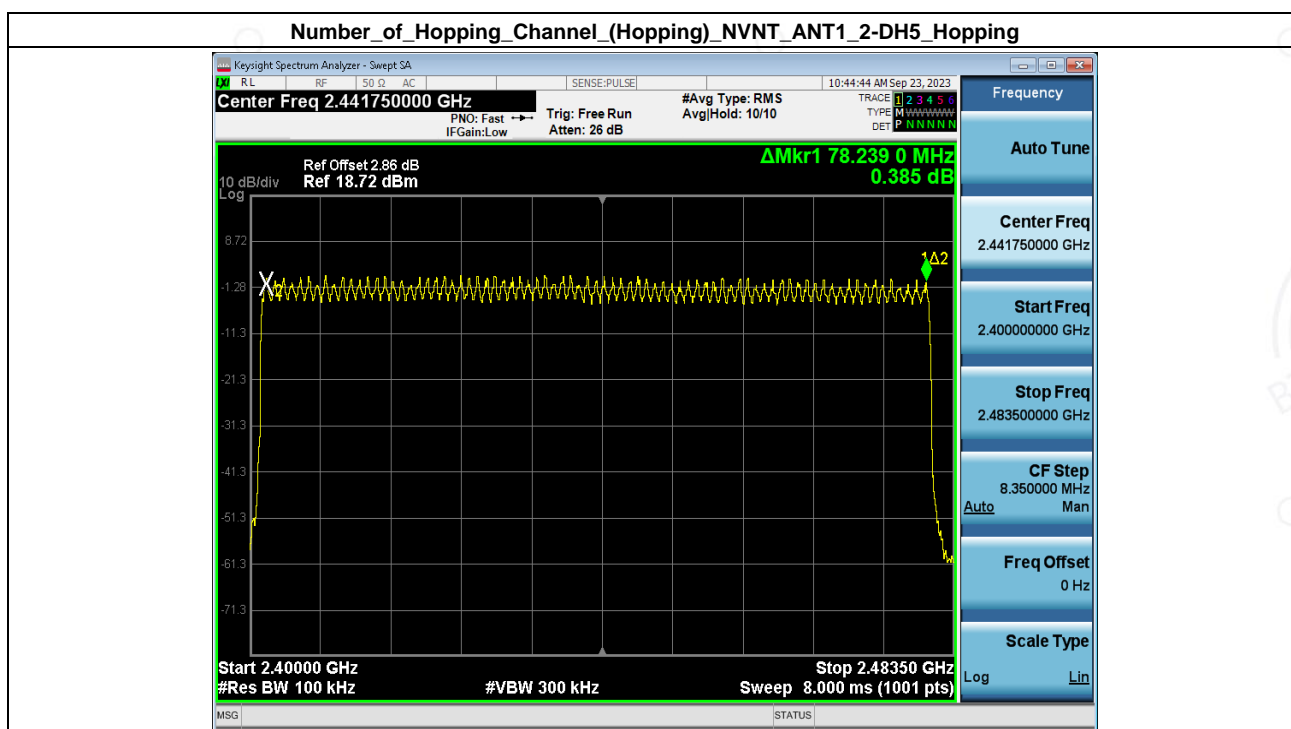 Number_of_Hopping_Channel_(Hopping)_NVNT_ANT1_2-DH5_Hopping
Keysight Spectrum Analyzer - Swept SA
LXI RL RF 50 Ω AC SENSE:PULSE 10:44:44 AM Sep 23, 2023
Center Freq 2.441750000 GHz
PNO: Fast
IFGain:Low
Trig: Free Run
Atten: 26 dB
#Avg Type: RMS
Avg|Hold: 10/10
TRACE 1 2 3 4 5 6
TYPE M WWWWW
DET P N N N N N
Ref Offset 2.86 dB
10 dB/div Ref 18.72 dBm
Log
ΔMkr1 78.239 0 MHz
0.385 dB
8.72
-1.28
-11.3
-21.3
-31.3
-41.3
-51.3
-61.3
-71.3
1Δ2
2
Start 2.40000 GHz Stop 2.48350 GHz
#Res BW 100 kHz #VBW 300 kHz Sweep 8.000 ms (1001 pts)
MSG STATUS
Frequency
Auto Tune
Center Freq
2.441750000 GHz
Start Freq
2.400000000 GHz
Stop Freq
2.483500000 GHz
CF Step
8.350000 MHz
Auto Man
Freq Offset
0 Hz
Scale Type
Log Lin